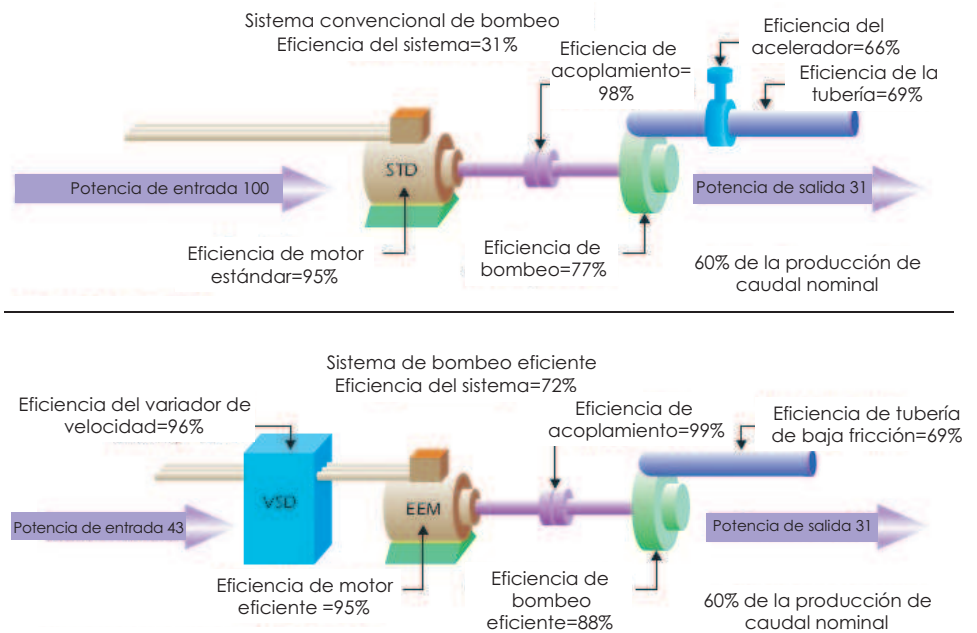 Sistema convencional de bombeo
Eficiencia del sistema=31%
Eficiencia del
acelerador=66%
Eficiencia de
acoplamiento=
98%
Eficiencia de la
tubería=69%
STD
Potencia de entrada 100
Potencia de salida 31
Eficiencia de motor
estándar=95%
Eficiencia de
bombeo=77%
60% de la producción de
caudal nominal
Sistema de bombeo eficiente
Eficiencia del sistema=72%
Eficiencia del variador de
velocidad=96%
Eficiencia de
acoplamiento=99%
Eficiencia de tubería
de baja fricción=69%
VSD
EEM
Potencia de entrada 43
Potencia de salida 31
Eficiencia de motor
eficiente =95%
Eficiencia de
bombeo
eficiente=88%
60% de la producción de
caudal nominal